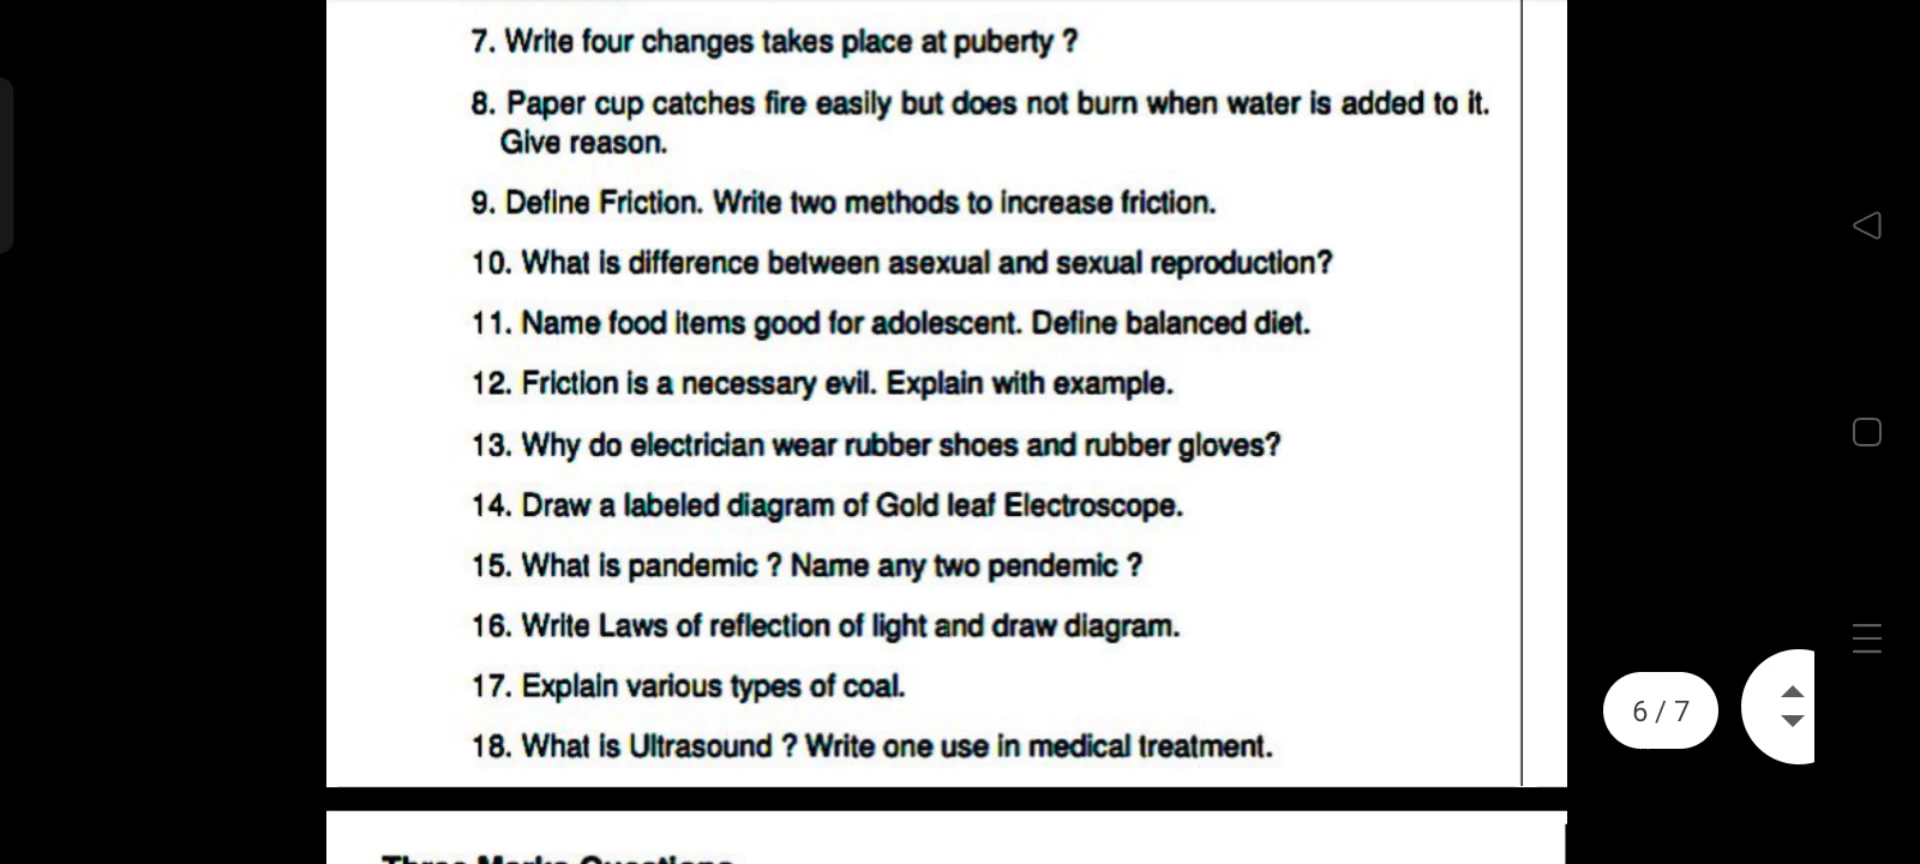 7. Write four changes takes place at puberty ?
8. Paper cup catches fire easily but does not burn when water is added to it.
Give reason.
9. Define Friction. Write two methods to increase friction.
10. What is difference between asexual and sexual reproduction?
11. Name food items good for adolescent. Define balanced diet.
12. Friction is a necessary evil. Explain with example.
13. Why do electrician wear rubber shoes and rubber gloves?
14. Draw a labeled diagram of Gold leaf Electroscope.
15. What is pandemic ? Name any two pendemic ?
16. Write Laws of reflection of light and draw diagram.
17. Explain various types of coal.
18. What is Ultrasound ? Write one use in medical treatment.
6 / 7
Three Marks Questions